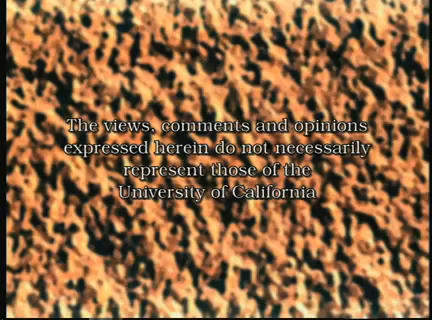 The views, comments and opinions
expressed herein do not necessarily
represent those of the
University of California